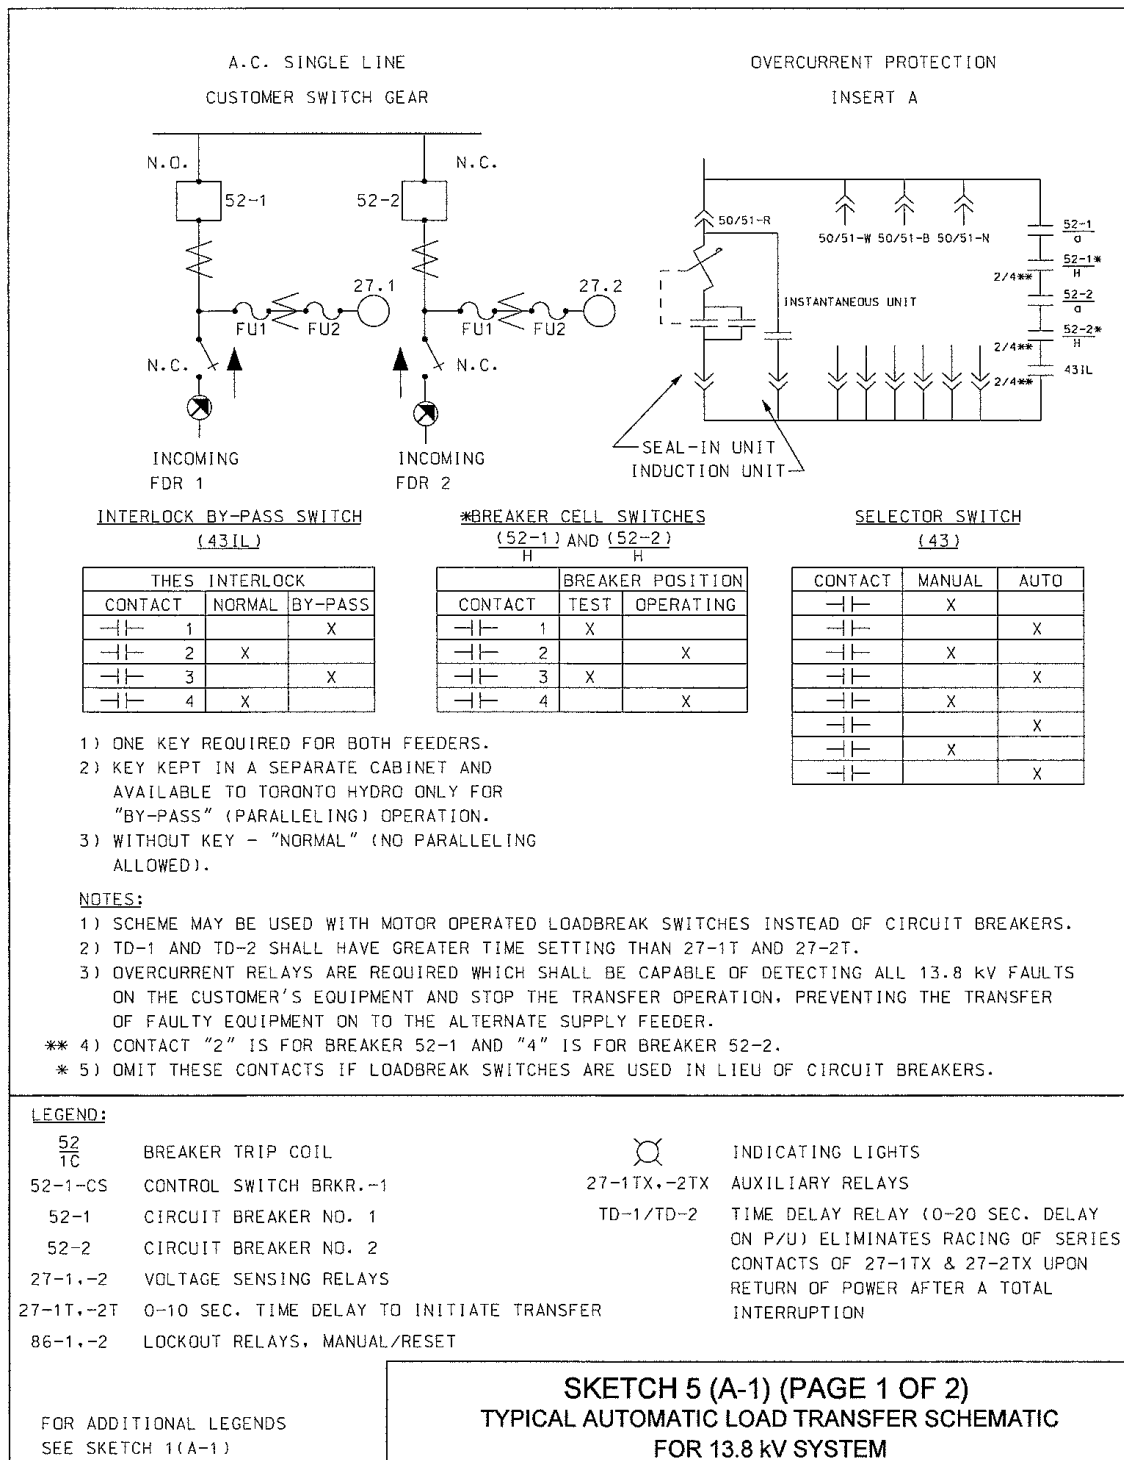 A.C. SINGLE LINE
CUSTOMER SWITCH GEAR
OVERCURRENT PROTECTION
INSERT A
N.O.
N.C.
52-1
52-2
27.1
27.2
FU1
FU2
FU1
FU2
N.C.
N.C.
INCOMING
FDR 1
INCOMING
FDR 2
50/51-R
50/51-W 50/51-B 50/51-N
52-1
a
52-1*
H
2/4**
52-2
a
52-2*
H
2/4**
43IL
2/4**
INSTANTANEOUS UNIT
SEAL-IN UNIT
INDUCTION UNIT
INTERLOCK BY-PASS SWITCH
(43IL)
THES INTERLOCK
CONTACT NORMAL BY-PASS
1 X
2 X
3 X
4 X
*BREAKER CELL SWITCHES
(52-1) AND (52-2)
H H
BREAKER POSITION
CONTACT TEST OPERATING
1 X
2 X
3 X
4 X
SELECTOR SWITCH
(43)
CONTACT MANUAL AUTO
X
X
X
X
X
X
X
X
1) ONE KEY REQUIRED FOR BOTH FEEDERS.
2) KEY KEPT IN A SEPARATE CABINET AND
AVAILABLE TO TORONTO HYDRO ONLY FOR
"BY-PASS" (PARALLELING) OPERATION.
3) WITHOUT KEY - "NORMAL" (NO PARALLELING
ALLOWED).
NOTES:
1) SCHEME MAY BE USED WITH MOTOR OPERATED LOADBREAK SWITCHES INSTEAD OF CIRCUIT BREAKERS.
2) TD-1 AND TD-2 SHALL HAVE GREATER TIME SETTING THAN 27-1T AND 27-2T.
3) OVERCURRENT RELAYS ARE REQUIRED WHICH SHALL BE CAPABLE OF DETECTING ALL 13.8 kV FAULTS
ON THE CUSTOMER'S EQUIPMENT AND STOP THE TRANSFER OPERATION, PREVENTING THE TRANSFER
OF FAULTY EQUIPMENT ON TO THE ALTERNATE SUPPLY FEEDER.
** 4) CONTACT "2" IS FOR BREAKER 52-1 AND "4" IS FOR BREAKER 52-2.
* 5) OMIT THESE CONTACTS IF LOADBREAK SWITCHES ARE USED IN LIEU OF CIRCUIT BREAKERS.
LEGEND:
52
TC
BREAKER TRIP COIL
52-1-CS CONTROL SWITCH BRKR.-1
52-1 CIRCUIT BREAKER NO. 1
52-2 CIRCUIT BREAKER NO. 2
27-1,-2 VOLTAGE SENSING RELAYS
27-1T,-2T 0-10 SEC. TIME DELAY TO INITIATE TRANSFER
86-1,-2 LOCKOUT RELAYS, MANUAL/RESET
INDICATING LIGHTS
27-1TX,-2TX AUXILIARY RELAYS
TD-1/TD-2 TIME DELAY RELAY (0-20 SEC. DELAY
ON P/U) ELIMINATES RACING OF SERIES
CONTACTS OF 27-1TX & 27-2TX UPON
RETURN OF POWER AFTER A TOTAL
INTERRUPTION
FOR ADDITIONAL LEGENDS
SEE SKETCH 1(A-1)
SKETCH 5 (A-1) (PAGE 1 OF 2)
TYPICAL AUTOMATIC LOAD TRANSFER SCHEMATIC
FOR 13.8 kV SYSTEM